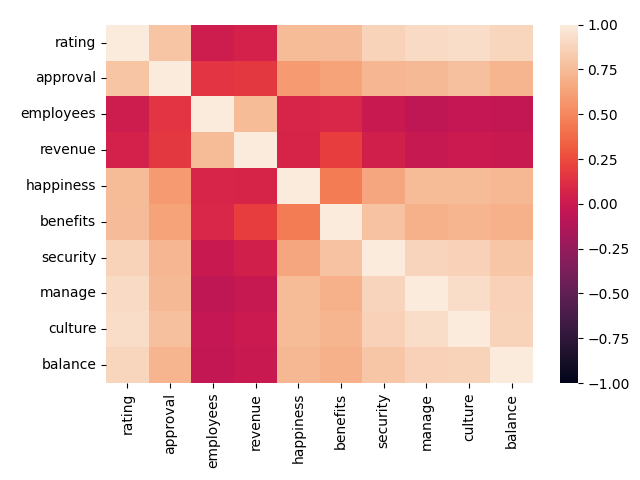 rating
approval
employees
revenue
happiness
benefits
security
manage
culture
balance
rating
approval
employees
revenue
happiness
benefits
security
manage
culture
balance
1.00
0.75
0.50
0.25
0.00
−0.25
−0.50
−0.75
−1.00